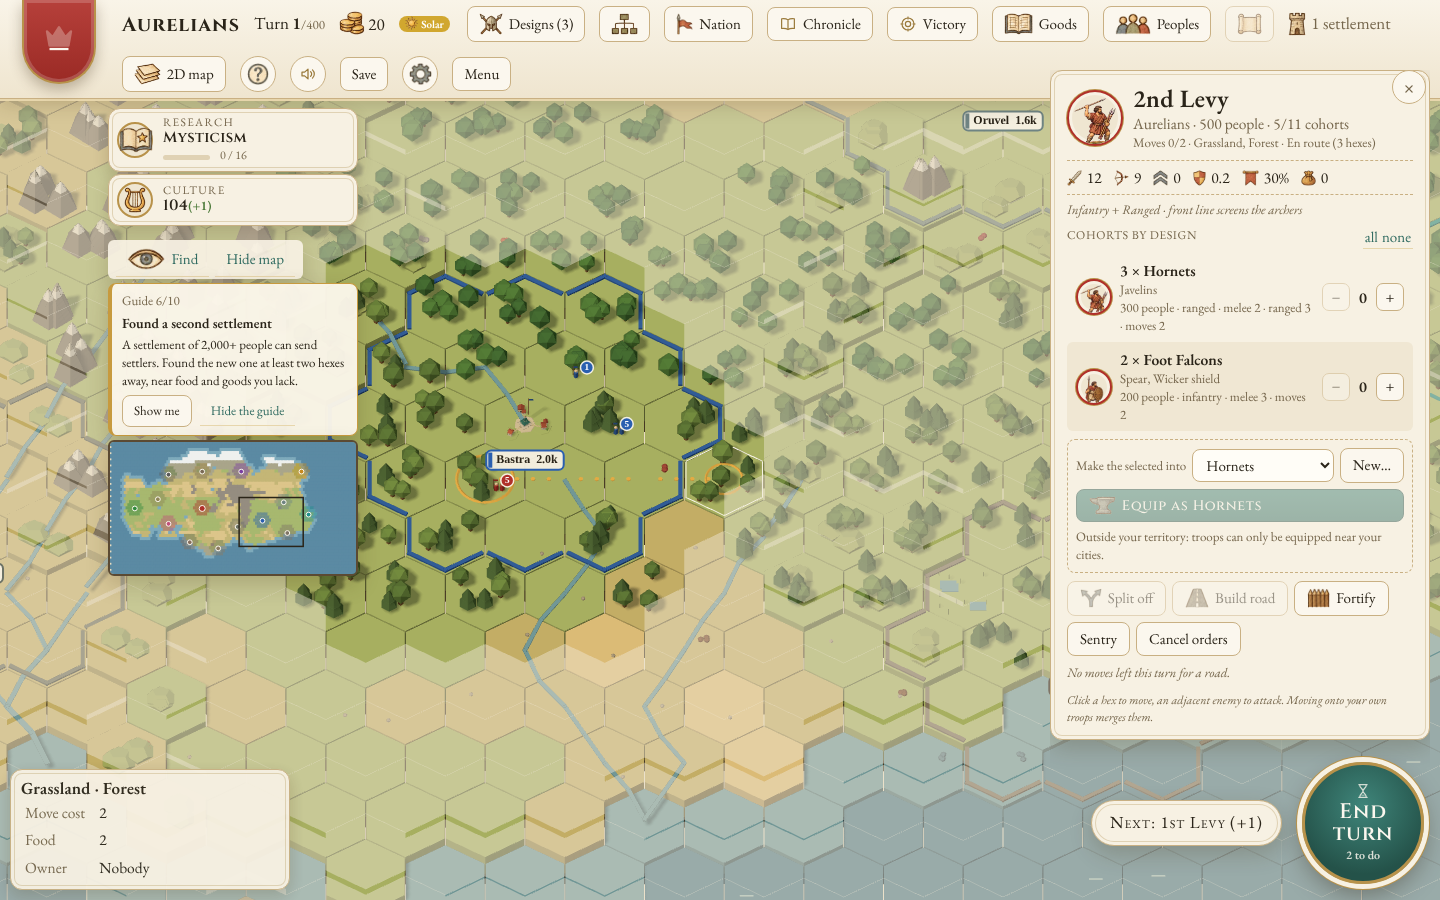 Aurelians
Turn 1/400
20
Solar
Designs (3)
Nation
Chronicle
Victory
Goods
Peoples
1 settlement
2D map
?
Save
Menu
Research
Mysticism
0 / 16
Culture
104(+1)
Find
Hide map
Guide 6/10
Found a second settlement
A settlement of 2,000+ people can send
settlers. Found the new one at least two hexes
away, near food and goods you lack.
Show me
Hide the guide
Oruvel 1.6k
1
5
Bastra 2.0k
5
×
2nd Levy
Aurelians · 500 people · 5/11 cohorts
Moves 0/2 · Grassland, Forest · En route (3 hexes)
12
9
0
0.2
30%
0
Infantry + Ranged · front line screens the archers
COHORTS BY DESIGN
all none
3 × Hornets
Javelins
300 people · ranged · melee 2 · ranged 3
· moves 2
− 0 +
2 × Foot Falcons
Spear, Wicker shield
200 people · infantry · melee 3 · moves
2
− 0 +
Make the selected into
Hornets
New...
Equip as Hornets
Outside your territory: troops can only be equipped near your
cities.
Split off
Build road
Fortify
Sentry
Cancel orders
No moves left this turn for a road.
Click a hex to move, an adjacent enemy to attack. Moving onto your own
troops merges them.
Grassland · Forest
Move cost 2
Food 2
Owner Nobody
Next: 1st Levy (+1)
End
Turn
2 to do